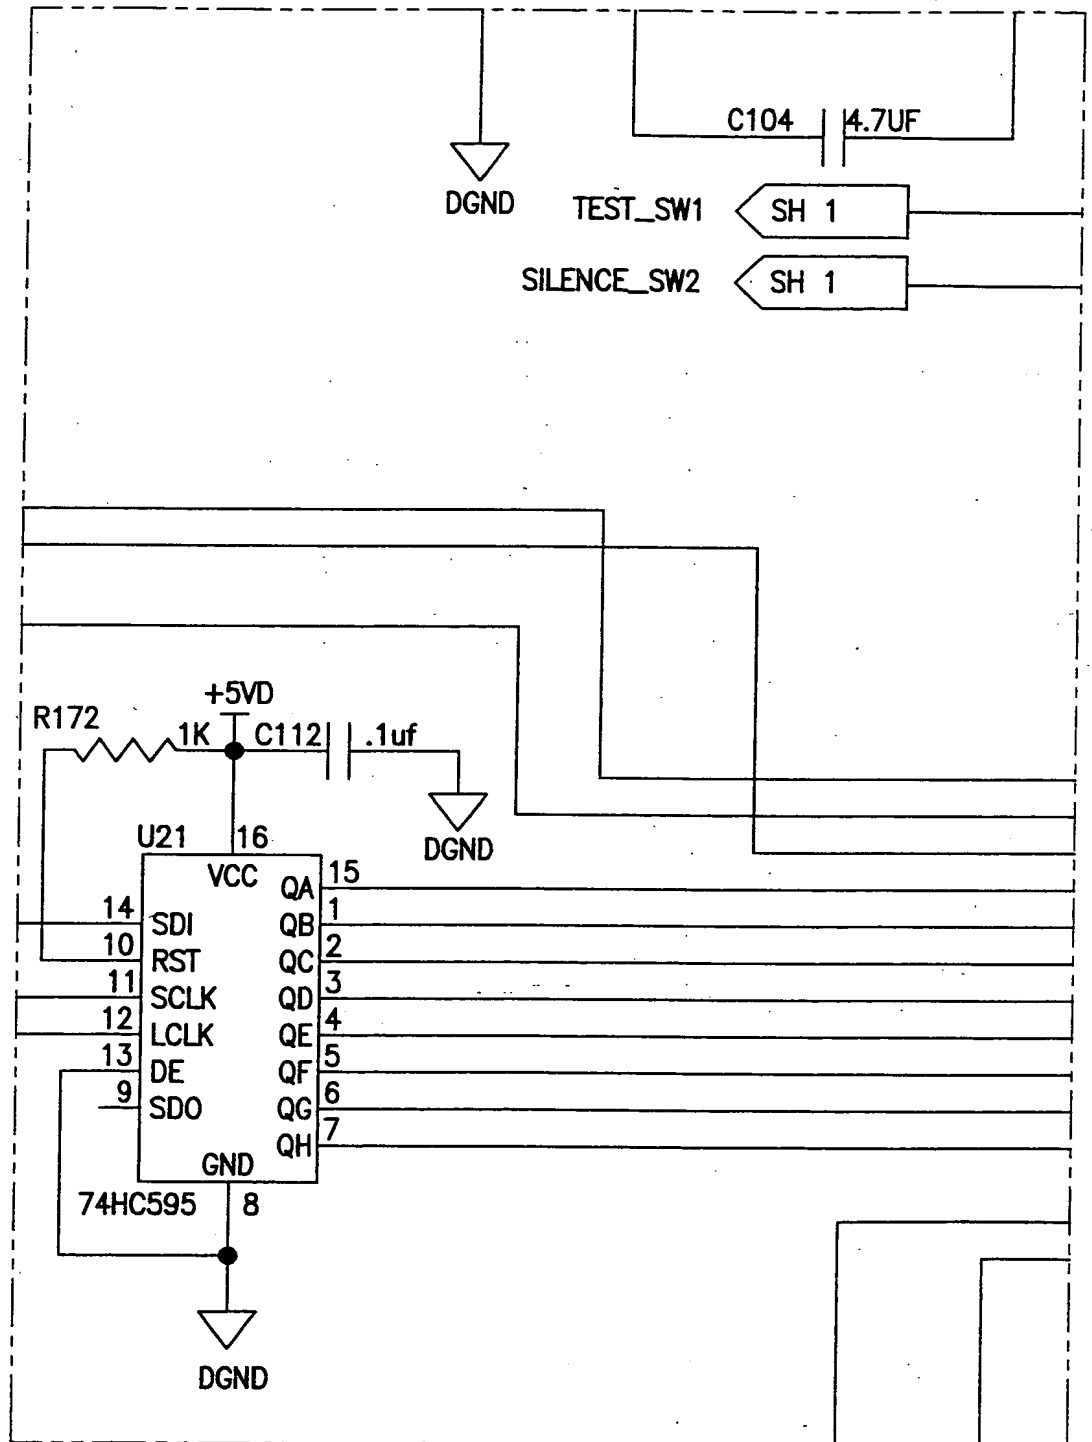 C104 4.7UF
DGND
TEST_SW1 SH 1
SILENCE_SW2 SH 1
+5VD
R172 1K C112 .1uf
DGND
U21 16
VCC
QA 15
14 SDI QB 1
10 RST QC 2
11 SCLK QD 3
12 LCLK QE 4
13 DE QF 5
9 SDO QG 6
QH 7
GND
74HC595 8
DGND